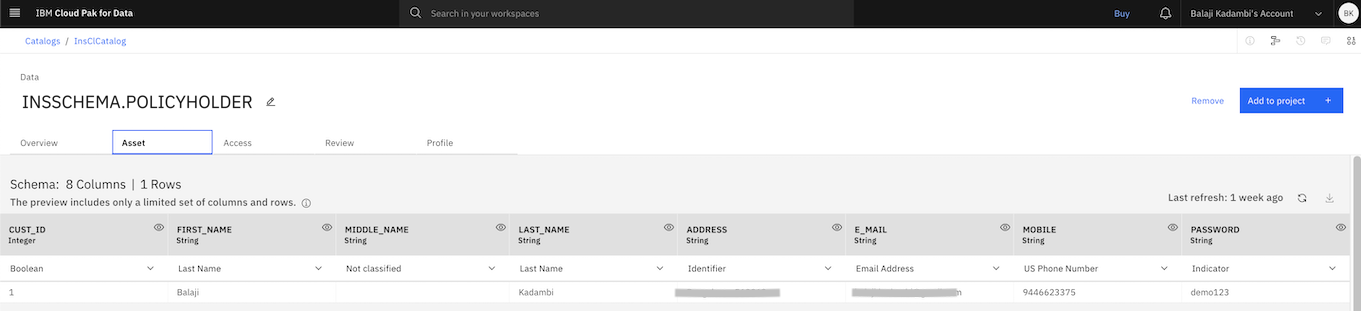 IBM Cloud Pak for Data
Search in your workspaces
Buy
Balaji Kadambi's Account
BK
Catalogs / InsClCatalog
Data
INSSCHEMA.POLICYHOLDER
Remove
Add to project +
Overview Asset Access Review Profile
Schema: 8 Columns | 1 Rows
The preview includes only a limited set of columns and rows.
Last refresh: 1 week ago
CUST_ID FIRST_NAME MIDDLE_NAME LAST_NAME ADDRESS E_MAIL MOBILE PASSWORD
Integer String String String String String String String
Boolean Last Name Not classified Last Name Identifier Email Address US Phone Number Indicator
1 Balaji Kadambi 9446623375 demo123